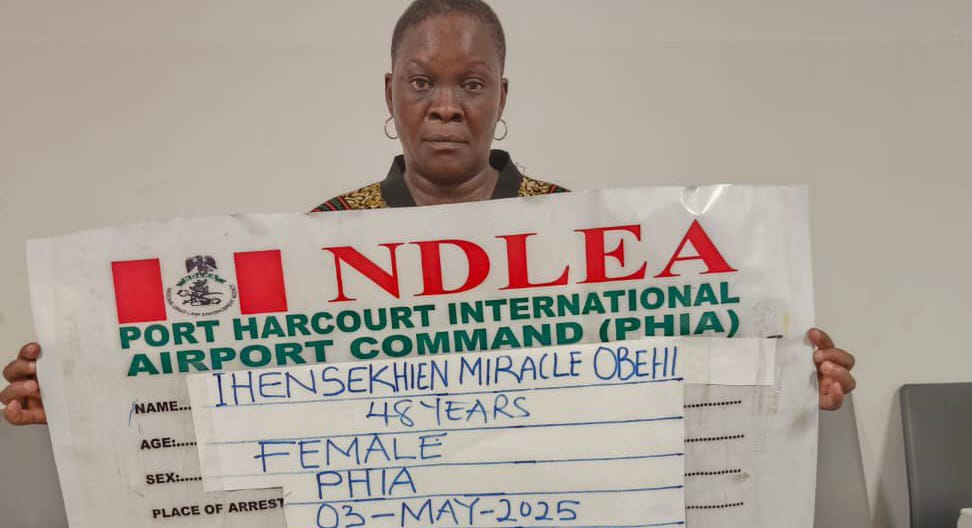 NDLEA
PORT HARCOURT INTERNATIONAL
AIRPORT COMMAND (PHIA)
NAME... IHENSEKHIEN MIRACLE OBEHI
AGE:..... 48 YEARS
SEX:..... FEMALE
PLACE OF ARREST PHIA
03-MAY-2025